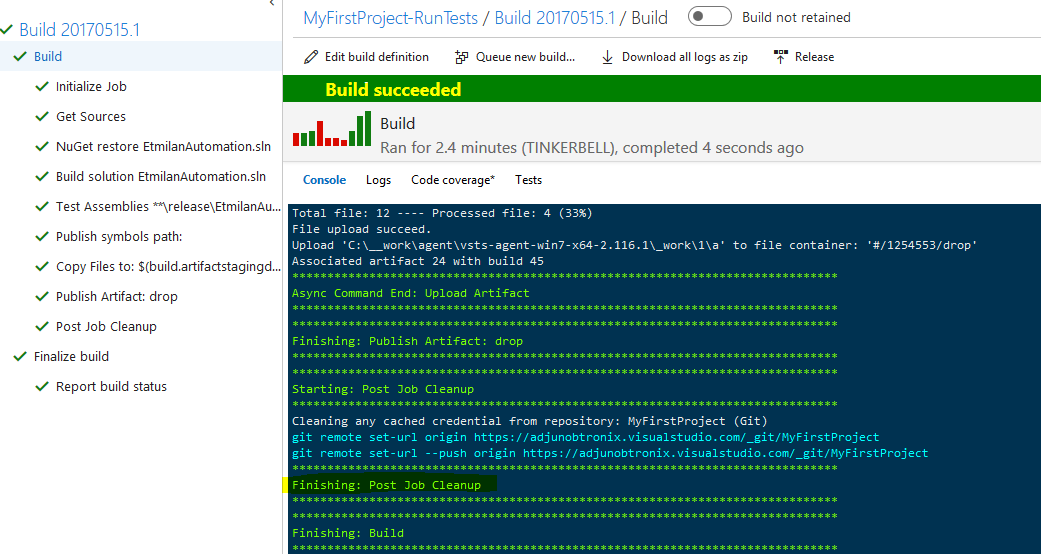 Build 20170515.1
Build
Initialize Job
Get Sources
NuGet restore EtmilanAutomation.sln
Build solution EtmilanAutomation.sln
Test Assemblies **\release\EtmilanAu...
Publish symbols path:
Copy Files to: $(build.artifactstagingd...
Publish Artifact: drop
Post Job Cleanup
Finalize build
Report build status
MyFirstProject-RunTests / Build 20170515.1 / Build
Build not retained
Edit build definition
Queue new build...
Download all logs as zip
Release
Build succeeded
Build
Ran for 2.4 minutes (TINKERBELL), completed 4 seconds ago
Console Logs Code coverage* Tests
Total file: 12 ---- Processed file: 4 (33%)
File upload succeed.
Upload 'C:\__work\agent\vsts-agent-win7-x64-2.116.1\_work\1\a' to file container: '#/1254553/drop'
Associated artifact 24 with build 45
******************************************************************************
Async Command End: Upload Artifact
******************************************************************************
******************************************************************************
Finishing: Publish Artifact: drop
******************************************************************************
******************************************************************************
Starting: Post Job Cleanup
******************************************************************************
Cleaning any cached credential from repository: MyFirstProject (Git)
git remote set-url origin https://adjunobtronix.visualstudio.com/_git/MyFirstProject
git remote set-url --push origin https://adjunobtronix.visualstudio.com/_git/MyFirstProject
******************************************************************************
Finishing: Post Job Cleanup
******************************************************************************
******************************************************************************
Finishing: Build
******************************************************************************